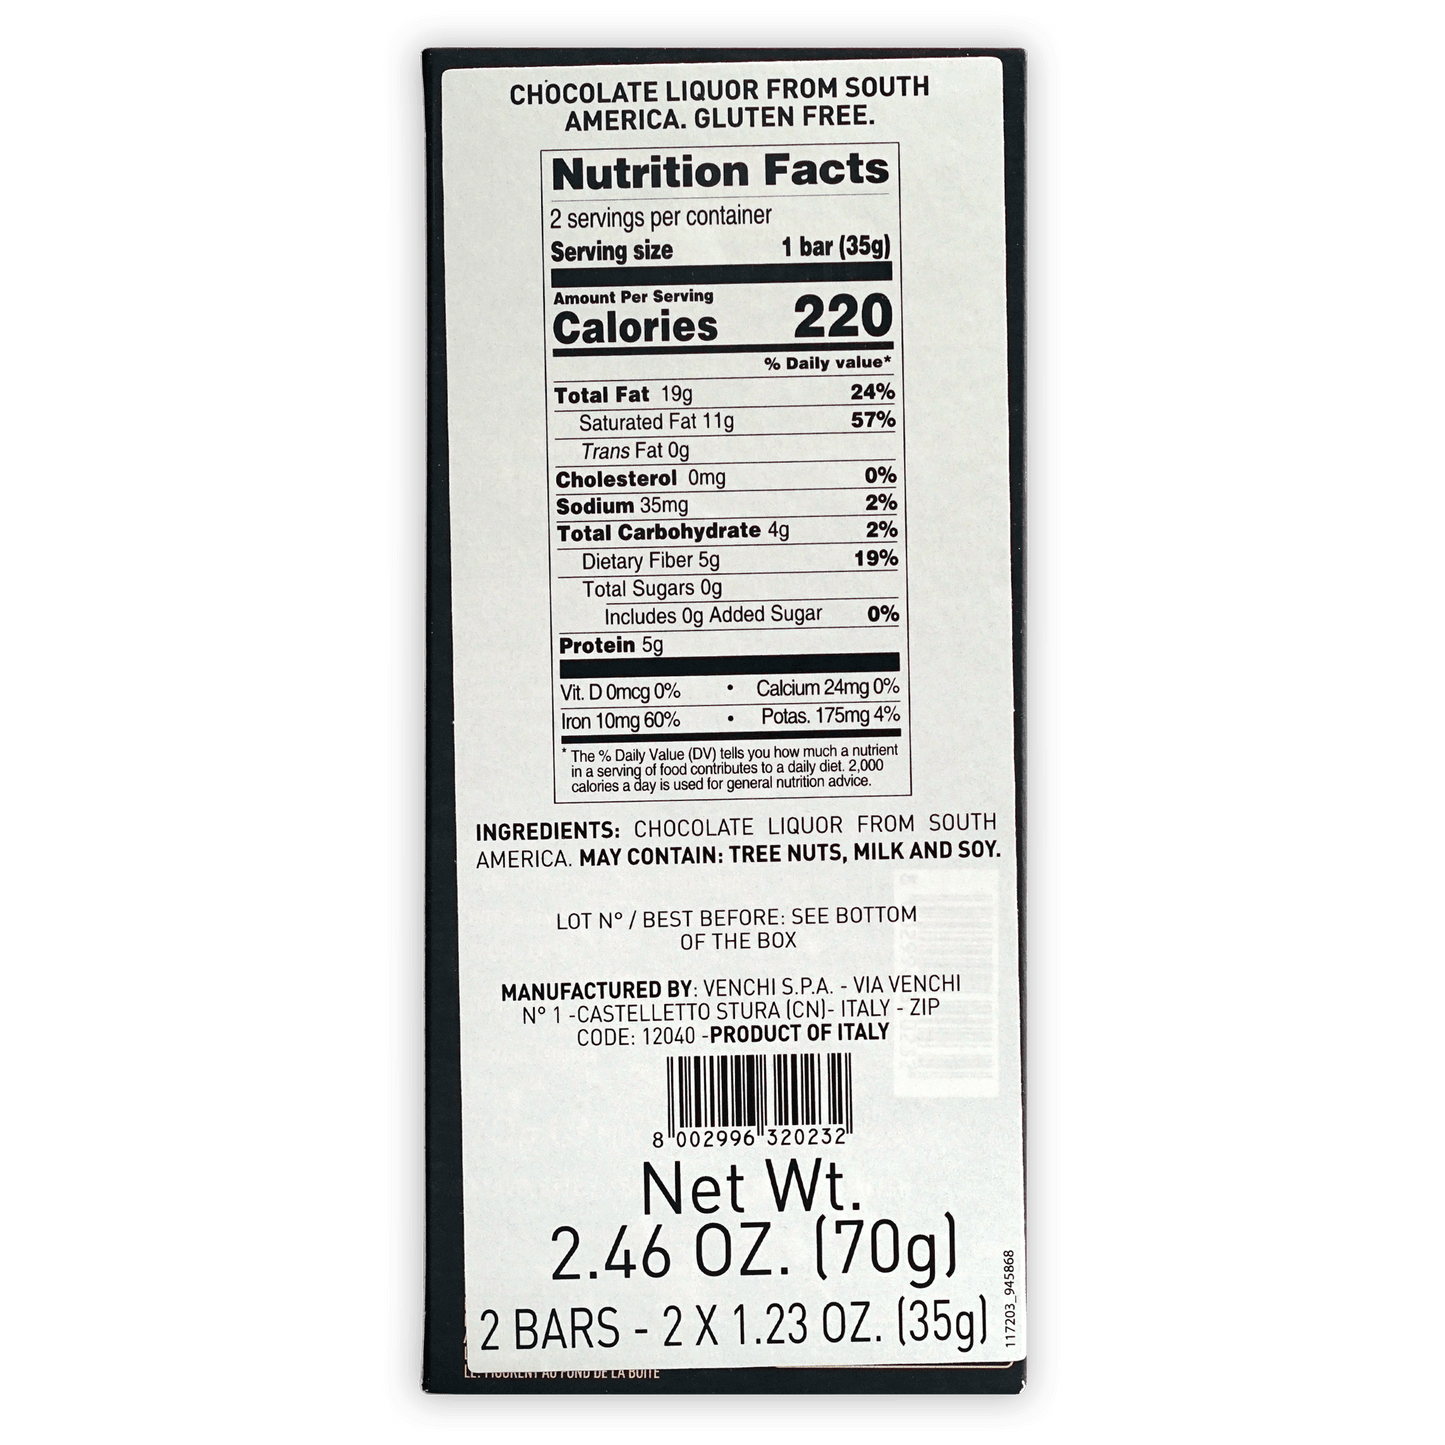 CHOCOLATE LIQUOR FROM SOUTH
AMERICA. GLUTEN FREE.
Nutrition Facts
2 servings per container
Serving size 1 bar (35g)
Amount Per Serving
Calories 220
% Daily value*
Total Fat 19g 24%
Saturated Fat 11g 57%
Trans Fat 0g
Cholesterol 0mg 0%
Sodium 35mg 2%
Total Carbohydrate 4g 2%
Dietary Fiber 5g 19%
Total Sugars 0g
Includes 0g Added Sugar 0%
Protein 5g
Vit. D 0mcg 0% • Calcium 24mg 0%
Iron 10mg 60% • Potas. 175mg 4%
* The % Daily Value (DV) tells you how much a nutrient
in a serving of food contributes to a daily diet. 2,000
calories a day is used for general nutrition advice.
INGREDIENTS: CHOCOLATE LIQUOR FROM SOUTH
AMERICA. MAY CONTAIN: TREE NUTS, MILK AND SOY.
LOT N° / BEST BEFORE: SEE BOTTOM
OF THE BOX
MANUFACTURED BY: VENCHI S.P.A. - VIA VENCHI
N° 1 -CASTELLETTO STURA (CN)- ITALY - ZIP
CODE: 12040 -PRODUCT OF ITALY
8 002996 320232
Net Wt.
2.46 OZ. (70g)
2 BARS - 2 X 1.23 OZ. (35g)
117203_945868
FIGURENT AU FOND DE LA BOITE